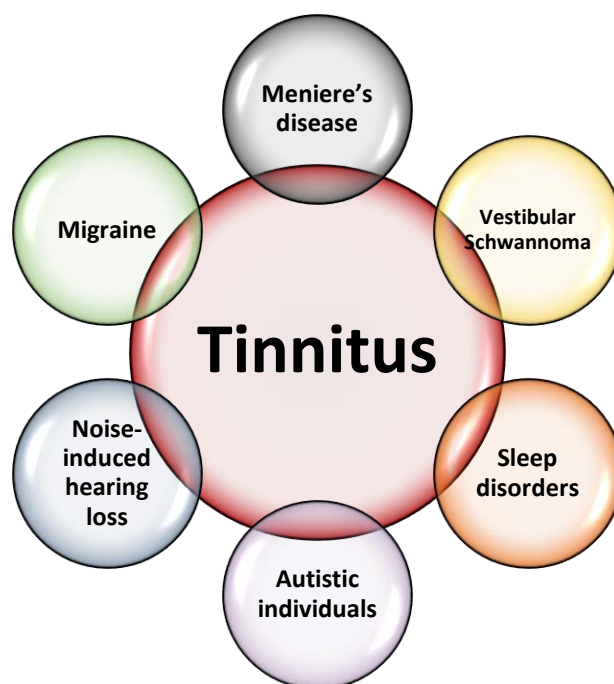 Meniere’s
disease
Migraine
Vestibular
Schwannoma
Tinnitus
Noise-
induced
hearing
loss
Sleep
disorders
Autistic
individuals